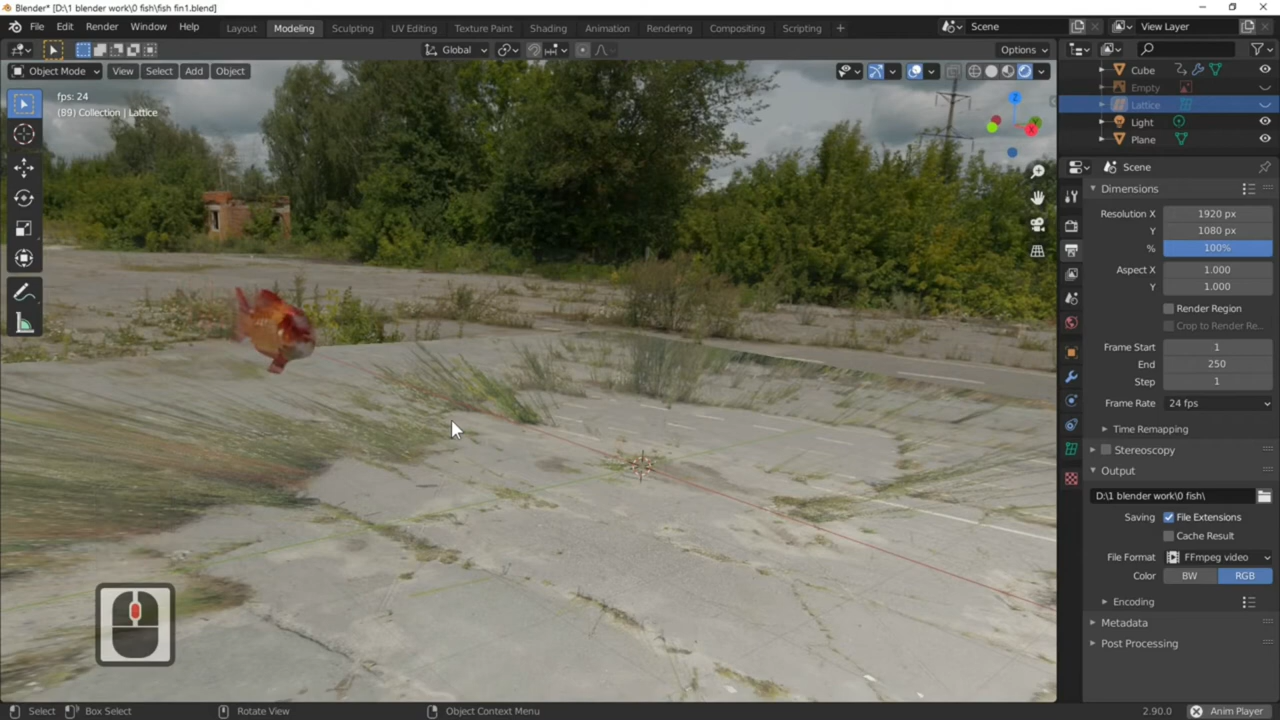 Blender* [D:\1 blender work\0 fish\fish fin1.blend]
File Edit Render Window Help
Layout Modeling Sculpting UV Editing Texture Paint Shading Animation Rendering Compositing Scripting +
Scene
View Layer
Global
Options
Object Mode View Select Add Object
fps: 24
(89) Collection | Lattice
Z
Y
X
Cube
Empty
Lattice
Light
Plane
Scene
Dimensions
Resolution X 1920 px
Y 1080 px
% 100%
Aspect X 1.000
Y 1.000
Render Region
Crop to Render Re...
Frame Start 1
End 250
Step 1
Frame Rate 24 fps
Time Remapping
Stereoscopy
Output
D:\1 blender work\0 fish\
Saving File Extensions
Cache Result
File Format FFmpeg video
Color BW RGB
Encoding
Metadata
Post Processing
Select Box Select Rotate View Object Context Menu 2.90.0 Anim Player